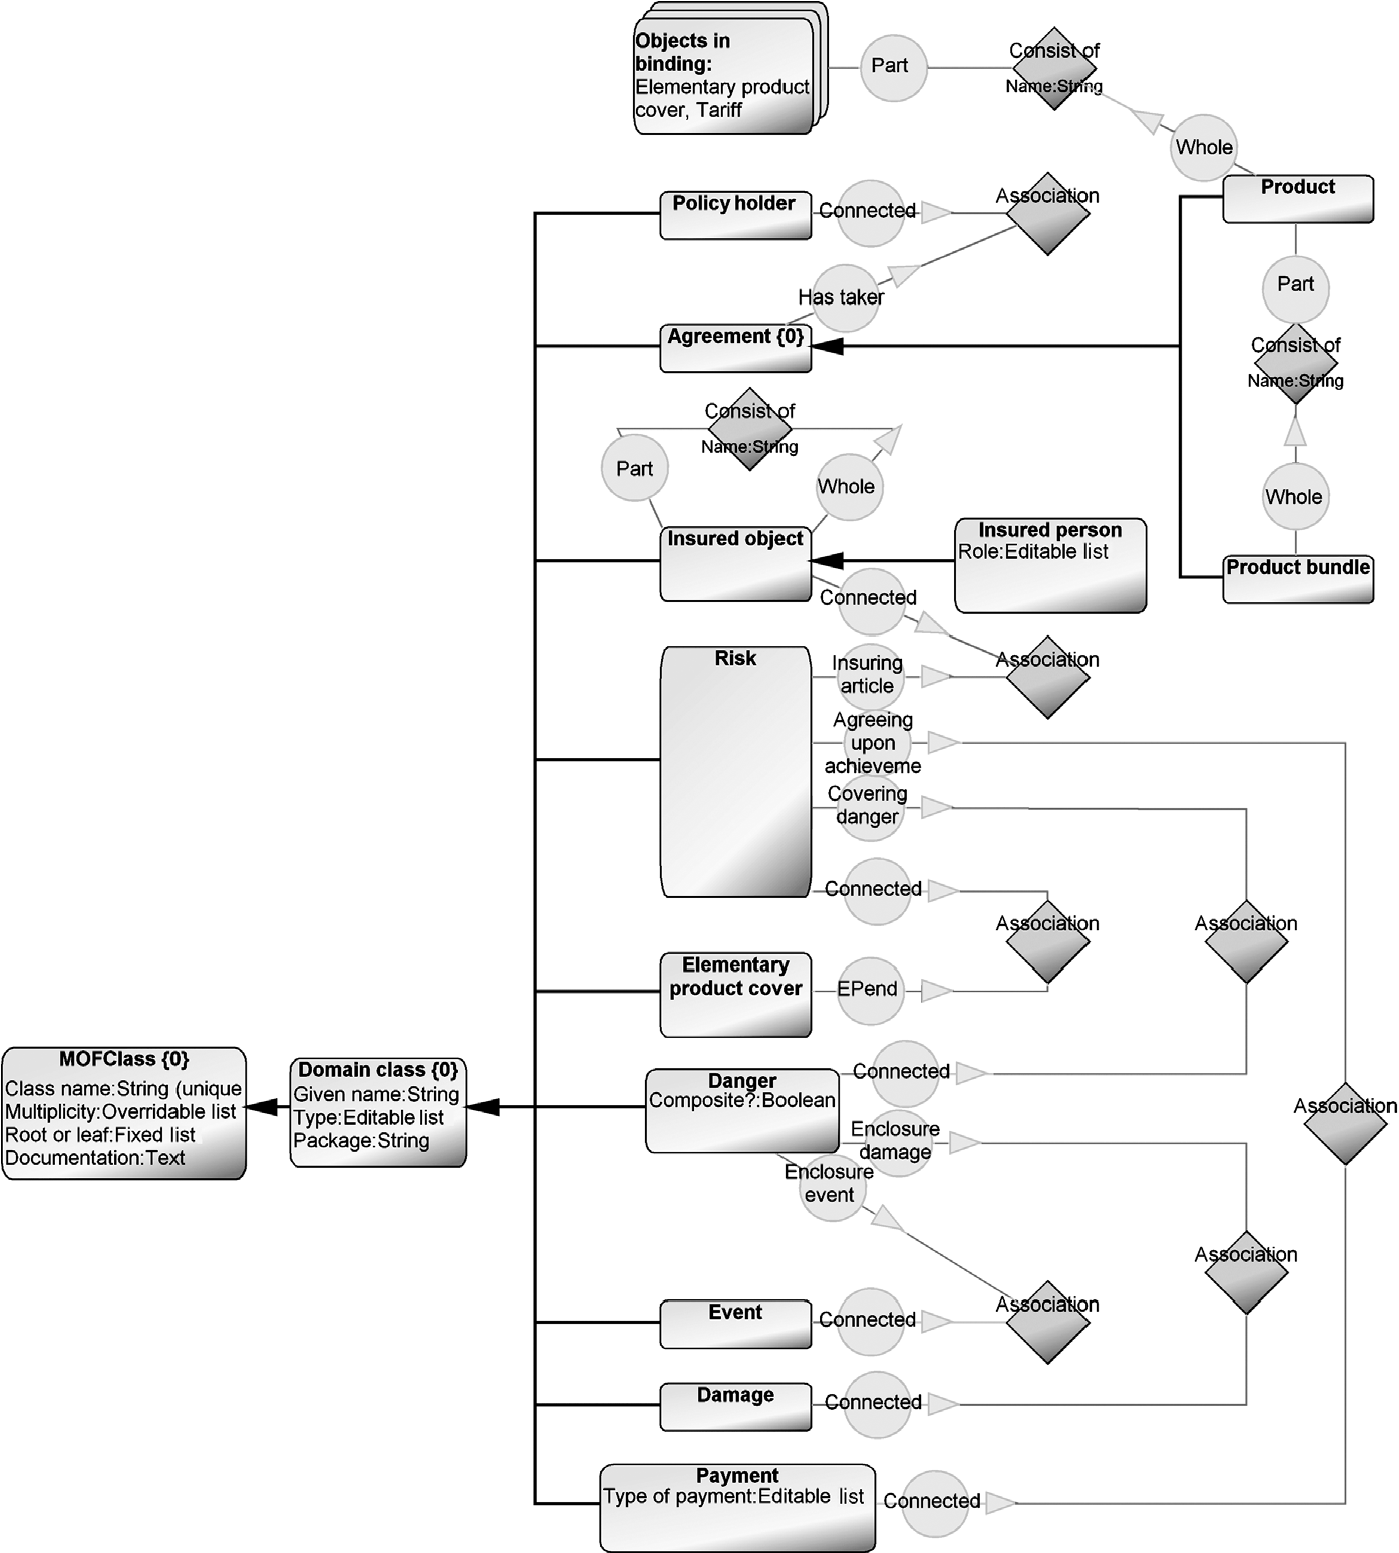 Objects in
binding:
Elementary product
cover, Tariff
Part
Consist of
Name:String
Whole
Product
Policy holder
Connected
Association
Has taker
Agreement {0}
Part
Consist of
Name:String
Whole
Product bundle
Consist of
Name:String
Part
Whole
Insured object
Insured person
Role:Editable list
Connected
Association
Risk
Insuring
article
Agreeing
upon
achieveme
Covering
danger
Connected
Association
Association
Elementary
product cover
EPend
MOFClass {0}
Class name:String (unique
Multiplicity:Overridable list
Root or leaf:Fixed list
Documentation:Text
Domain class {0}
Given name:String
Type:Editable list
Package:String
Danger
Composite?:Boolean
Connected
Enclosure
damage
Enclosure
event
Association
Association
Event
Connected
Association
Damage
Connected
Payment
Type of payment:Editable list
Connected